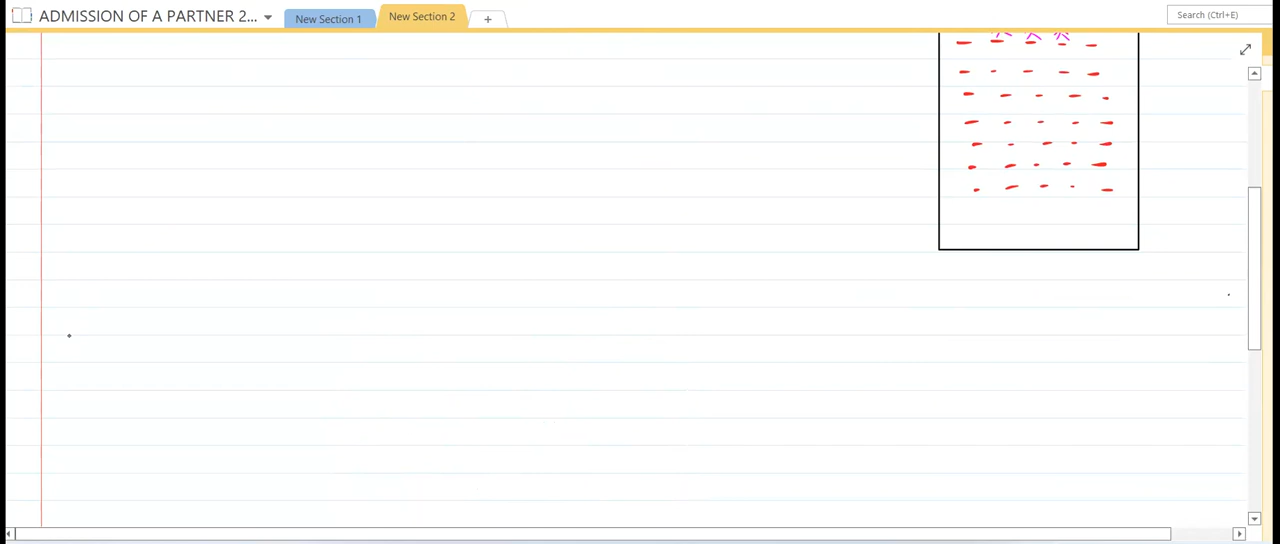 ADMISSION OF A PARTNER 2...
New Section 1
New Section 2
+
Search (Ctrl+E)